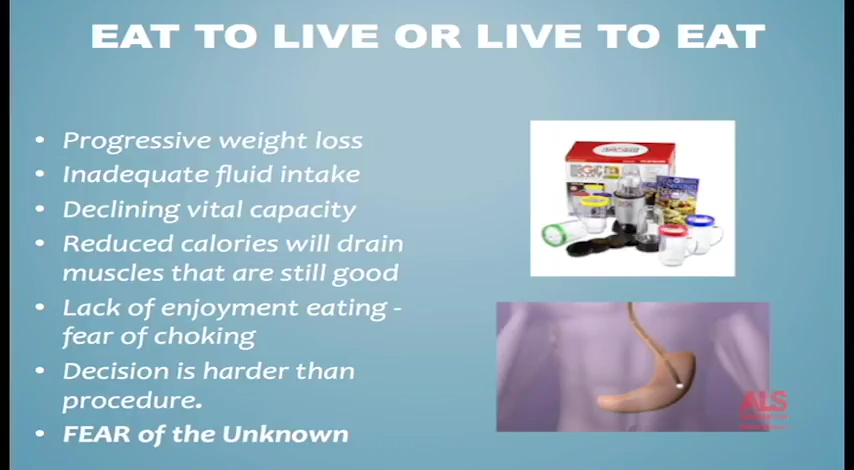 EAT TO LIVE OR LIVE TO EAT
• Progressive weight loss
• Inadequate fluid intake
• Declining vital capacity
• Reduced calories will drain
muscles that are still good
• Lack of enjoyment eating -
fear of choking
• Decision is harder than
procedure.
• FEAR of the Unknown
ALS